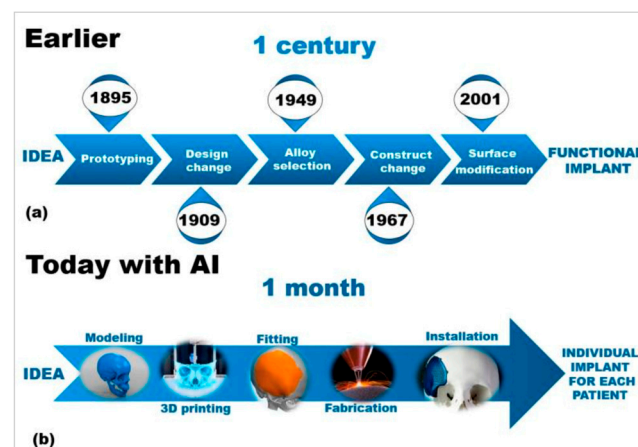 Earlier
1 century
1895
1949
2001
IDEA
Prototyping
Design
change
Alloy
selection
Construct
change
Surface
modification
FUNCTIONAL
IMPLANT
(a)
1909
1967
Today with AI
1 month
Modeling
Fitting
Installation
IDEA
INDIVIDUAL
IMPLANT
FOR EACH
PATIENT
3D printing
Fabrication
(b)